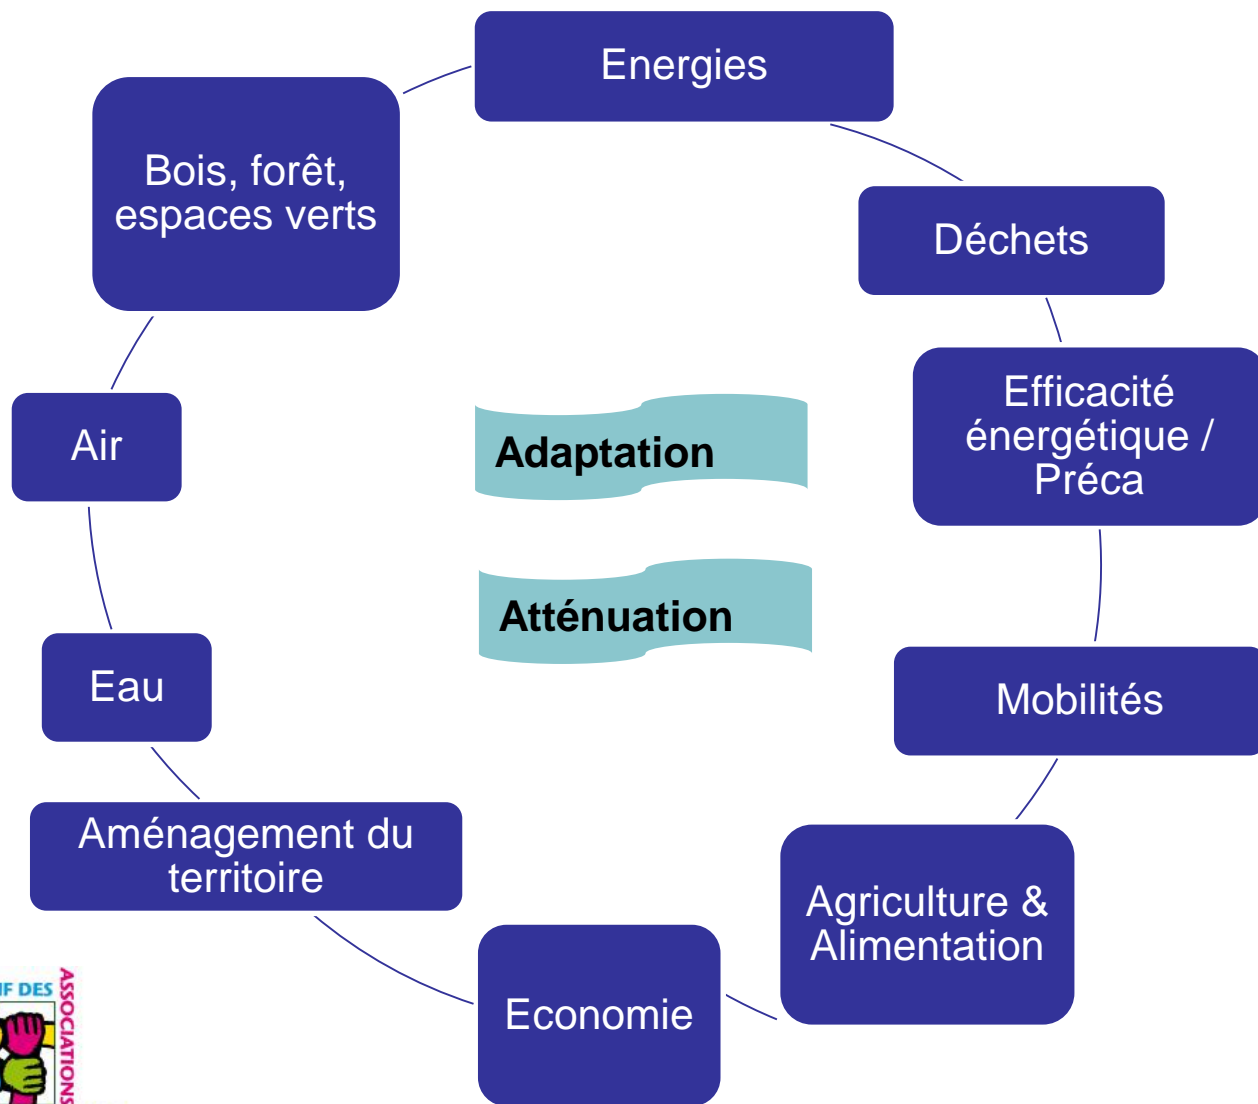 Energies
Bois, forêt,
espaces verts
Déchets
Efficacité
énergétique /
Préca
Air
Adaptation
Atténuation
Eau
Mobilités
Aménagement du
territoire
Agriculture &
Alimentation
Economie
F DES
ASSOCIATIONS